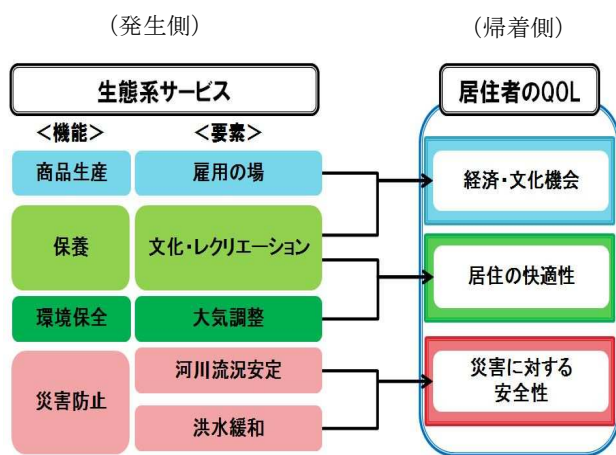 （発生側）
（帰着側）
生態系サービス
居住者のQOL
＜機能＞
＜要素＞
商品生産
雇用の場
経済・文化機会
保養
文化・レクリエーション
居住の快適性
環境保全
大気調整
災害防止
河川流況安定
洪水緩和
災害に対する
安全性